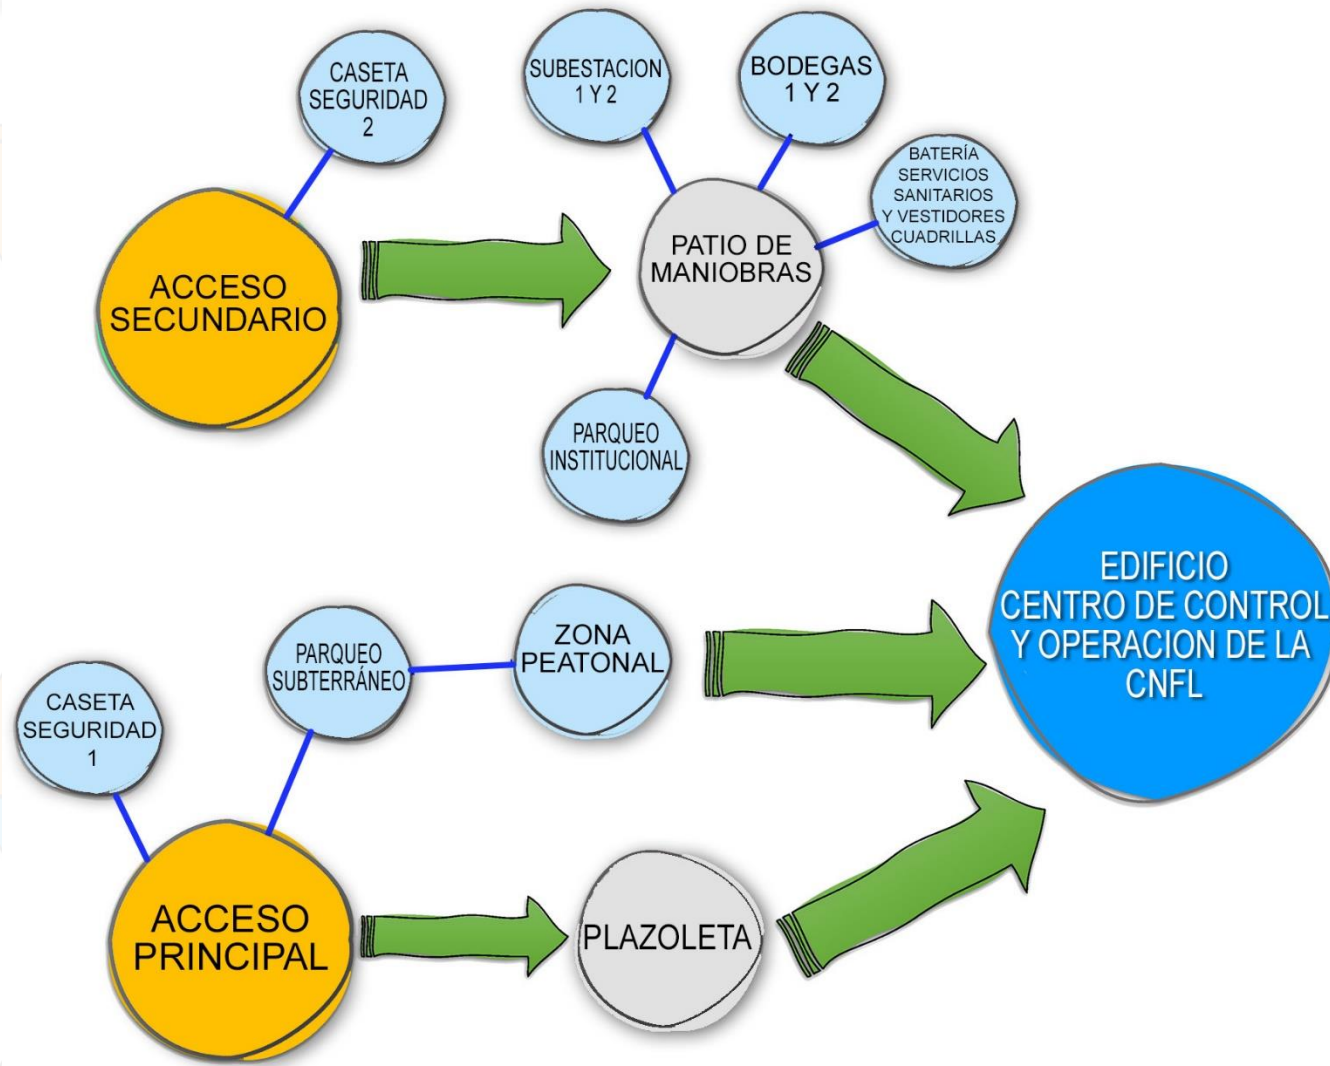 CASETA
SEGURIDAD
2
SUBESTACION
1 Y 2
BODEGAS
1 Y 2
BATERÍA
SERVICIOS
SANITARIOS
Y VESTIDORES
CUADRILLAS
ACCESO
SECUNDARIO
PATIO DE
MANIOBRAS
PARQUEO
INSTITUCIONAL
EDIFICIO
CENTRO DE CONTROL
Y OPERACION DE LA
CNFL
ZONA
PEATONAL
PARQUEO
SUBTERRÁNEO
CASETA
SEGURIDAD
1
ACCESO
PRINCIPAL
PLAZOLETA